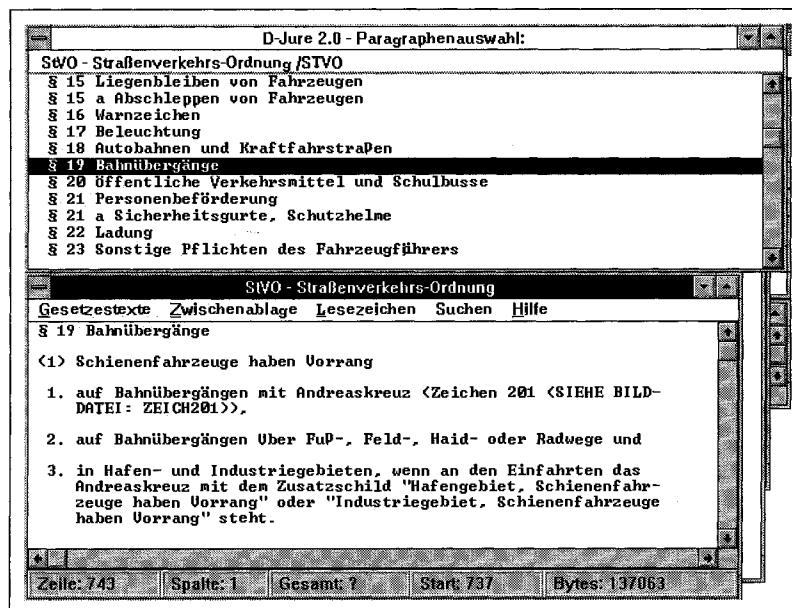 D-Jure 2.0 - Paragraphenauswahl:
StVO - Straßenverkehrs-Ordnung /STVO
§ 15 Liegenbleiben von Fahrzeugen
§ 15 a Abschleppen von Fahrzeugen
§ 16 Warnzeichen
§ 17 Beleuchtung
§ 18 Autobahnen und Kraftfahrstraßen
§ 19 Bahnübergänge
§ 20 öffentliche Verkehrsmittel und Schulbusse
§ 21 Personenbeförderung
§ 21 a Sicherheitsgurte, Schutzhelme
§ 22 Ladung
§ 23 Sonstige Pflichten des Fahrzeugführers
StVO - Straßenverkehrs-Ordnung
Gesetzestexte Zwischenablage Lesezeichen Suchen Hilfe
§ 19 Bahnübergänge
(1) Schienenfahrzeuge haben Vorrang
1. auf Bahnübergängen mit Andreaskreuz (Zeichen 201 (SIEHE BILD-
DATEI: ZEICH201)),
2. auf Bahnübergängen über Fuß-, Feld-, Haid- oder Radwege und
3. in Hafen- und Industriegebieten, wenn an den Einfahrten das
Andreaskreuz mit dem Zusatzschild "Hafengebiet, Schienenfahr-
zeuge haben Vorrang" oder "Industriegebiet, Schienenfahrzeuge
haben Vorrang" steht.
Zeile: 743 Spalte: 1 Gesamt: ? Start: 737 Bytes: 137063